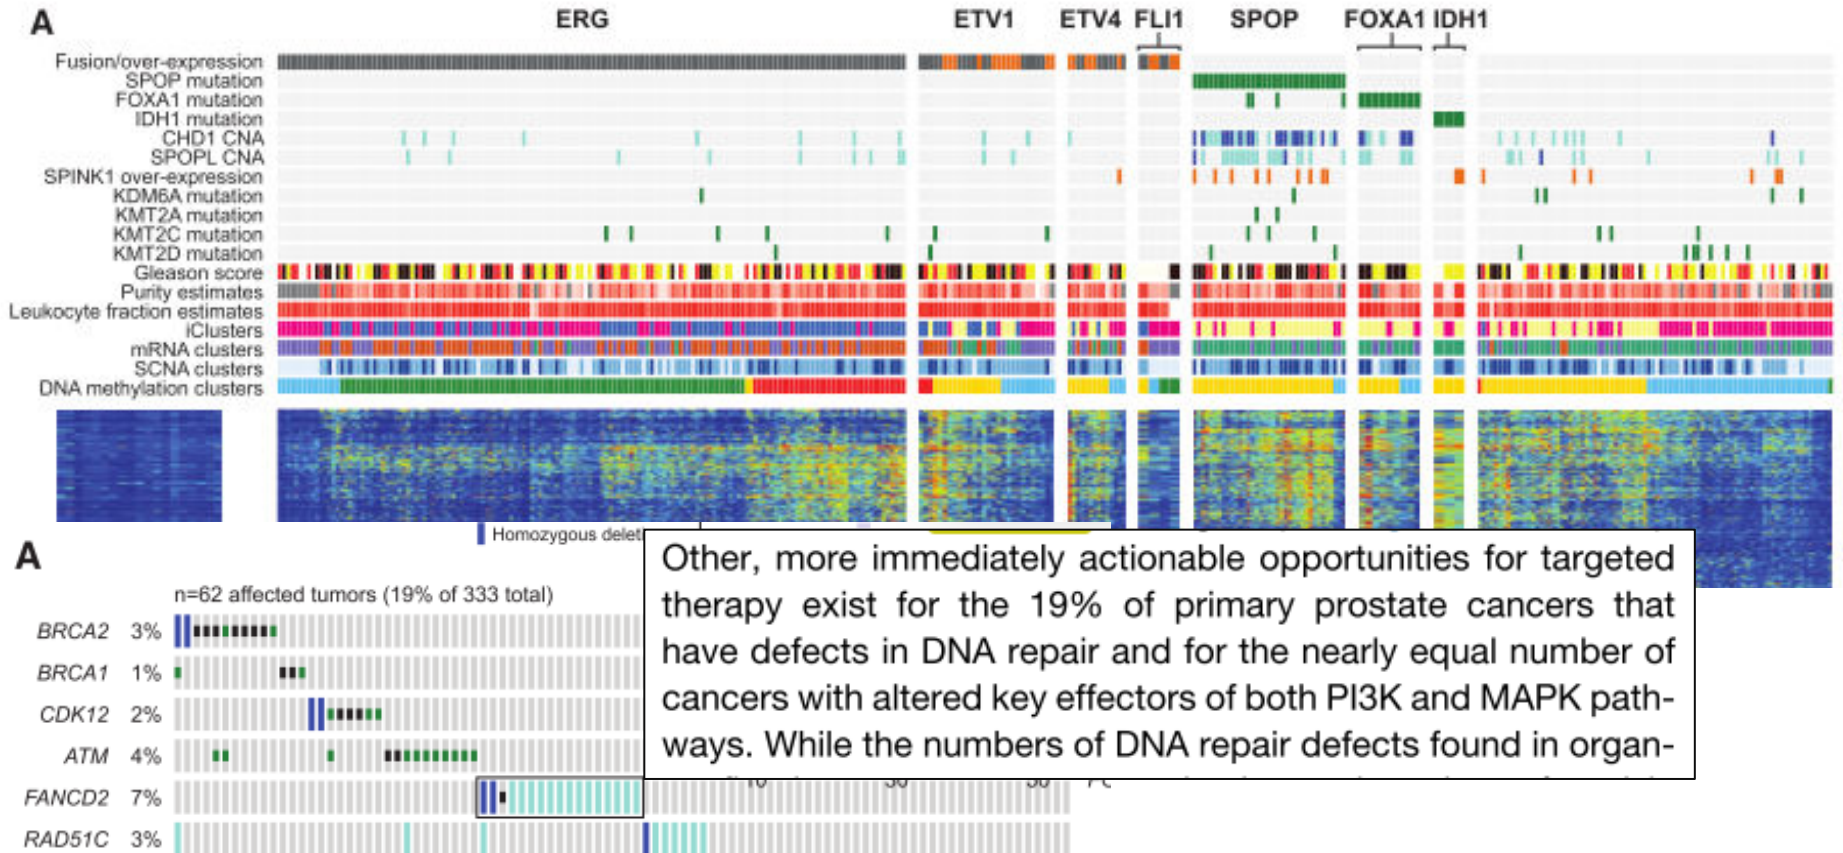 A
ERG ETV1 ETV4 FLI1 SPOP FOXA1 IDH1
Fusion/over-expression
SPOP mutation
FOXA1 mutation
IDH1 mutation
CHD1 CNA
SPOPL CNA
SPINK1 over-expression
KDM6A mutation
KMT2A mutation
KMT2C mutation
KMT2D mutation
Gleason score
Purity estimates
Leukocyte fraction estimates
iClusters
mRNA clusters
SCNA clusters
DNA methylation clusters
Homozygous
A
n=62 affected tumors (19% of 333 total)
BRCA2 3%
BRCA1 1%
CDK12 2%
ATM 4%
FANCD2 7%
RAD51C 3%
Other, more immediately actionable opportunities for targeted
therapy exist for the 19% of primary prostate cancers that
have defects in DNA repair and for the nearly equal number of
cancers with altered key effectors of both PI3K and MAPK path-
ways. While the numbers of DNA repair defects found in organ-